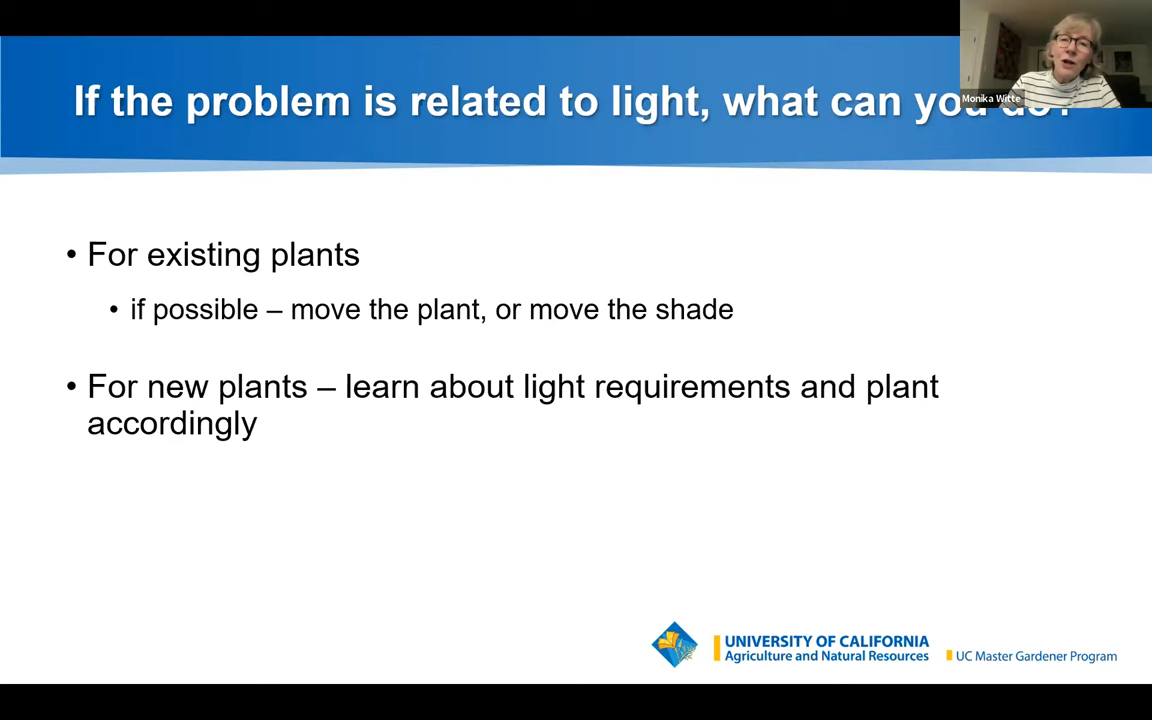 If the problem is related to light, what can you do?
Monika Witte
• For existing plants
• if possible – move the plant, or move the shade
• For new plants – learn about light requirements and plant
accordingly
UNIVERSITY OF CALIFORNIA
Agriculture and Natural Resources
UC Master Gardener Program